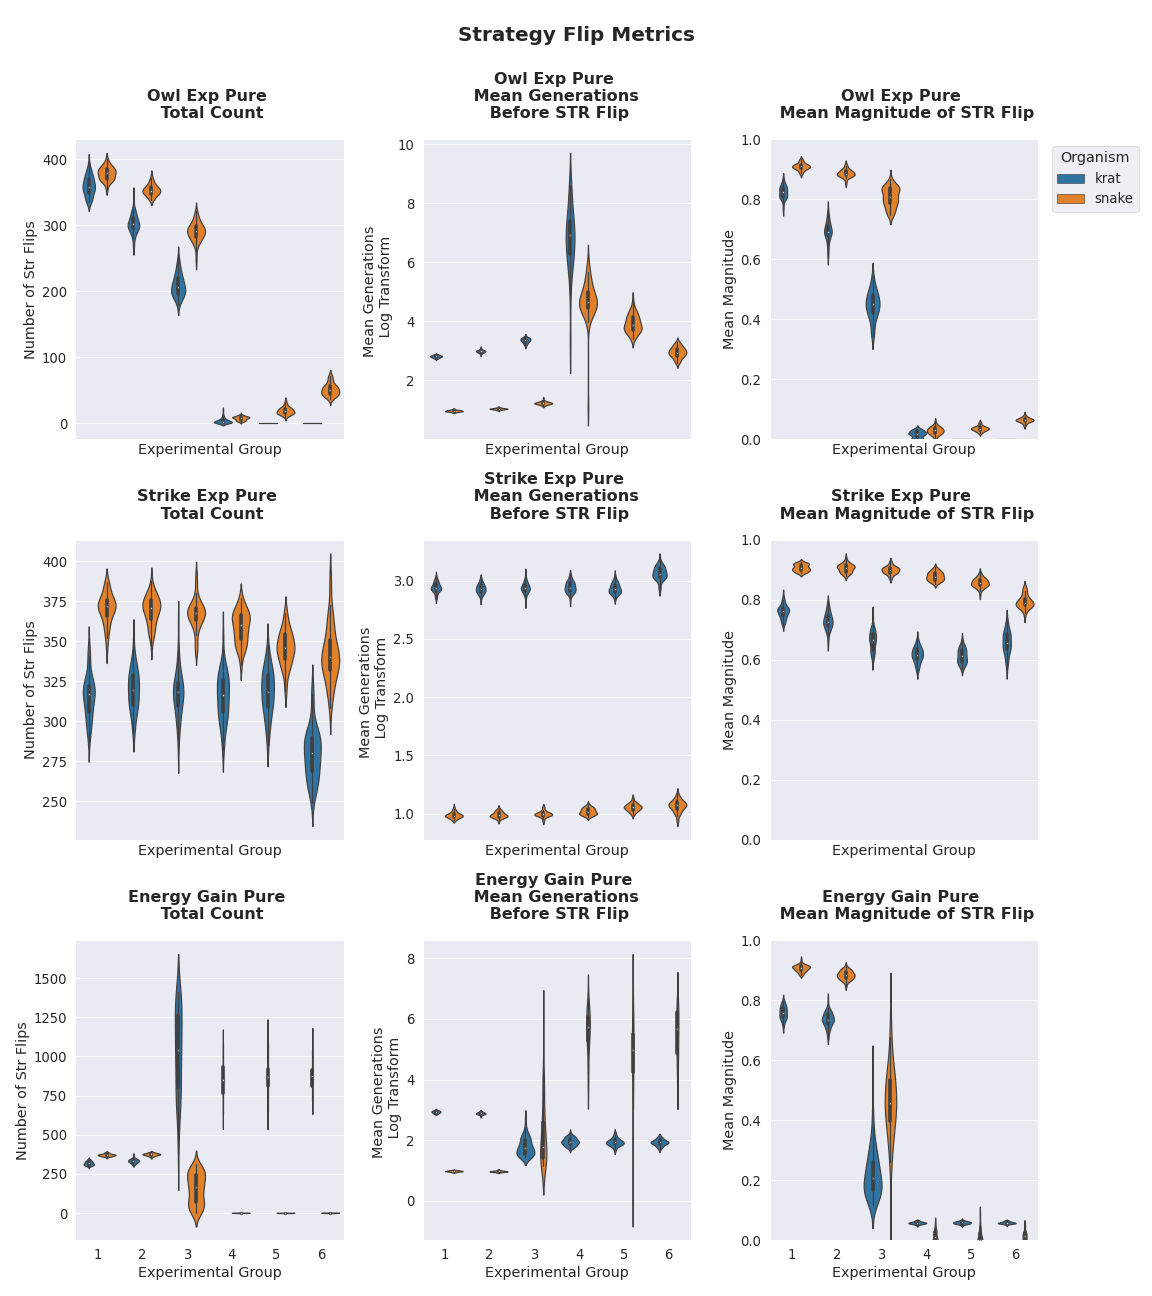 Strategy Flip Metrics
Owl Exp Pure
Total Count
Owl Exp Pure
Mean Generations
Before STR Flip
Owl Exp Pure
Mean Magnitude of STR Flip
Number of Str Flips
400
300
200
100
0
Experimental Group
Mean Generations
Log Transform
10
8
6
4
2
Experimental Group
Mean Magnitude
1.0
0.8
0.6
0.4
0.2
0.0
Experimental Group
Organism
krat
snake
Strike Exp Pure
Total Count
Strike Exp Pure
Mean Generations
Before STR Flip
Strike Exp Pure
Mean Magnitude of STR Flip
Number of Str Flips
400
375
350
325
300
275
250
Experimental Group
Mean Generations
Log Transform
3.0
2.5
2.0
1.5
1.0
Experimental Group
Mean Magnitude
1.0
0.8
0.6
0.4
0.2
0.0
Experimental Group
Energy Gain Pure
Total Count
Energy Gain Pure
Mean Generations
Before STR Flip
Energy Gain Pure
Mean Magnitude of STR Flip
Number of Str Flips
1500
1250
1000
750
500
250
0
1 2 3 4 5 6
Experimental Group
Mean Generations
Log Transform
8
6
4
2
0
1 2 3 4 5 6
Experimental Group
Mean Magnitude
1.0
0.8
0.6
0.4
0.2
0.0
1 2 3 4 5 6
Experimental Group